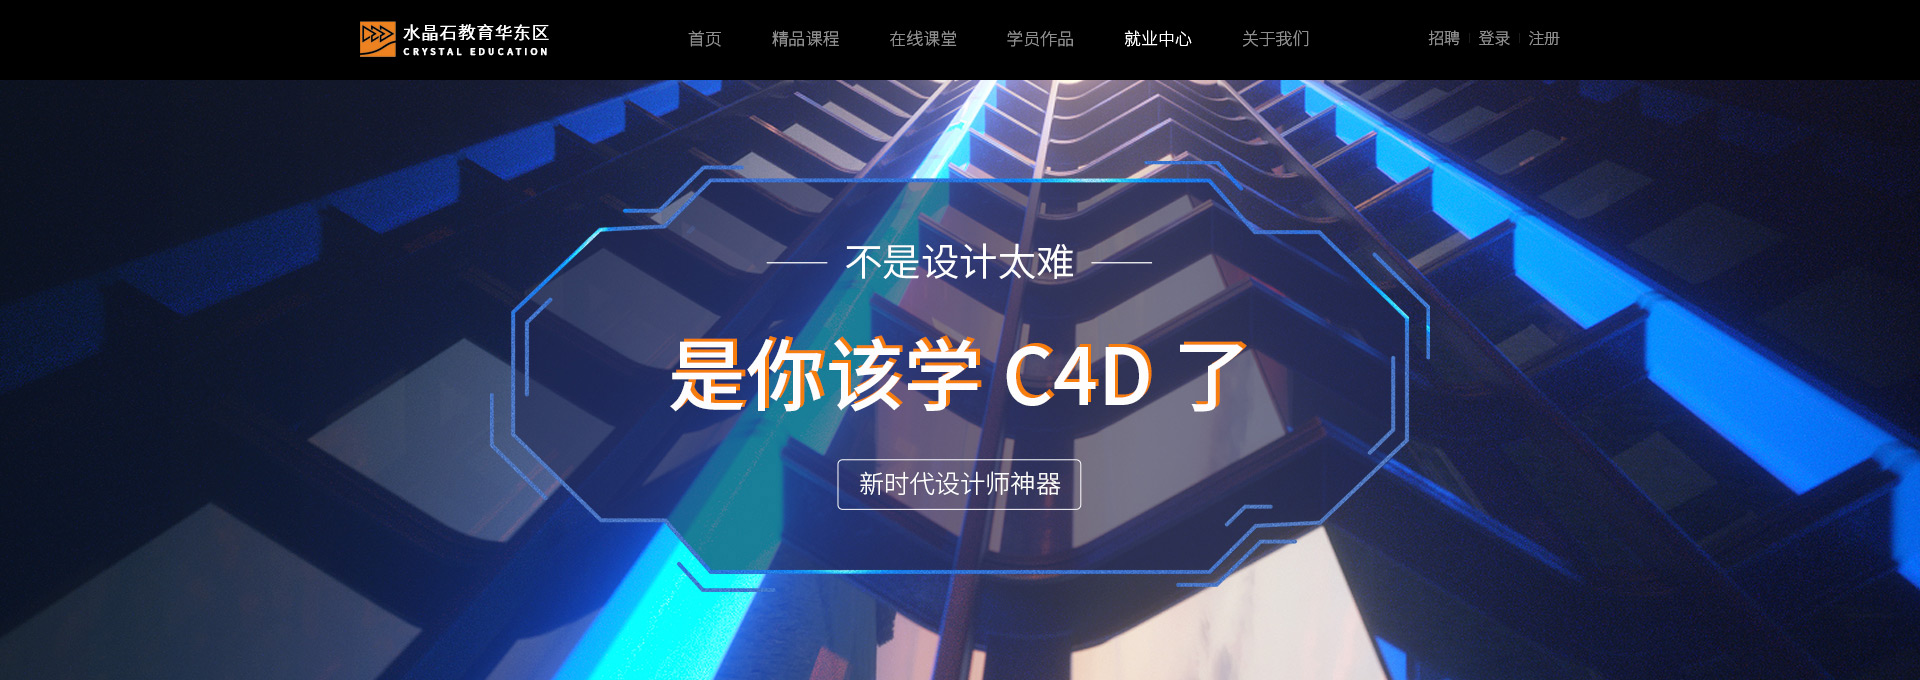 水晶石教育华东区
CRYSTAL EDUCATION
首页 精品课程 在线课堂 学员作品 就业中心 关于我们
招聘 登录 注册
不是设计太难
是你该学 C4D 了
新时代设计师神器